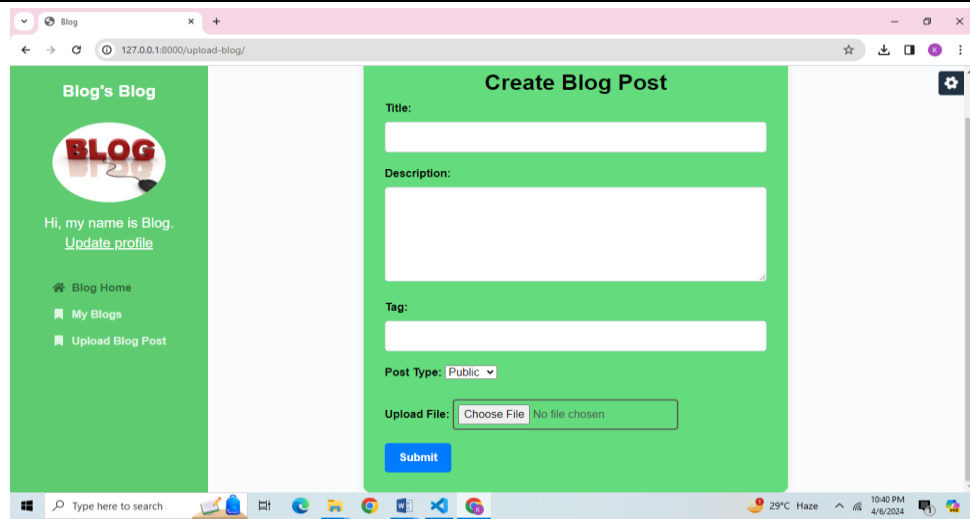 Blog
127.0.0.1:8000/upload-blog/
K
Blog's Blog
BLOG
Hi, my name is Blog.
Update profile
Blog Home
My Blogs
Upload Blog Post
Create Blog Post
Title:
Description:
Tag:
Post Type: Public
Upload File: Choose File No file chosen
Submit
Type here to search
29°C Haze
10:40 PM
4/6/2024